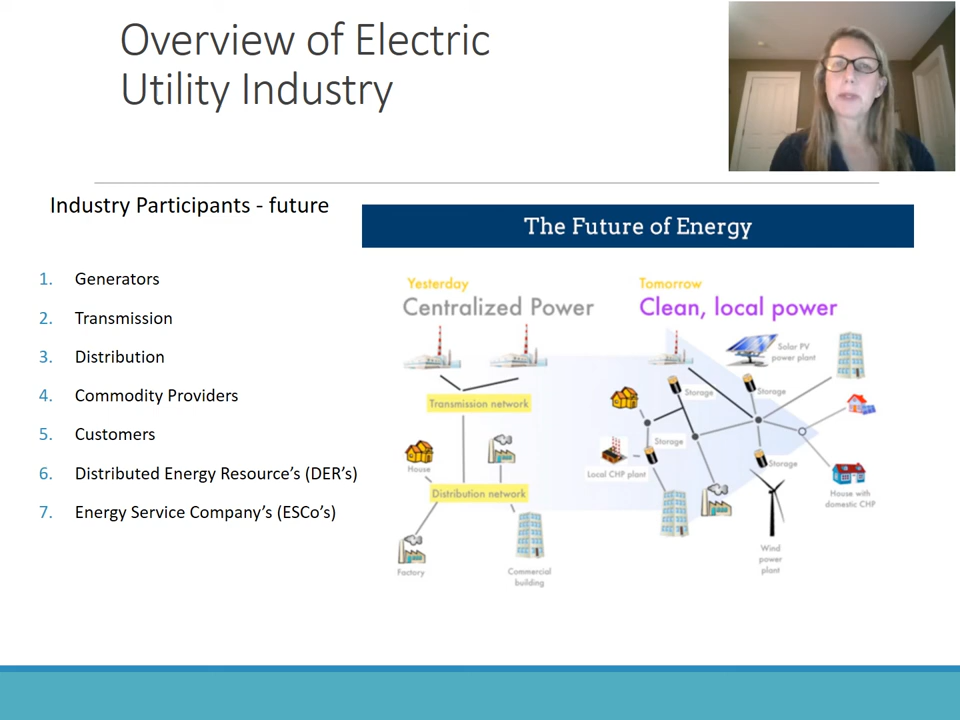 Overview of Electric
Utility Industry
Industry Participants - future
1. Generators
2. Transmission
3. Distribution
4. Commodity Providers
5. Customers
6. Distributed Energy Resource’s (DER’s)
7. Energy Service Company’s (ESCo’s)
The Future of Energy
Yesterday
Centralized Power
Transmission network
House
Distribution network
Factory
Commercial
building
Tomorrow
Clean, local power
Solar PV
power plant
Storage
Storage
Storage
Local CHP plant
Storage
House with
domestic CHP
Wind
power
plant